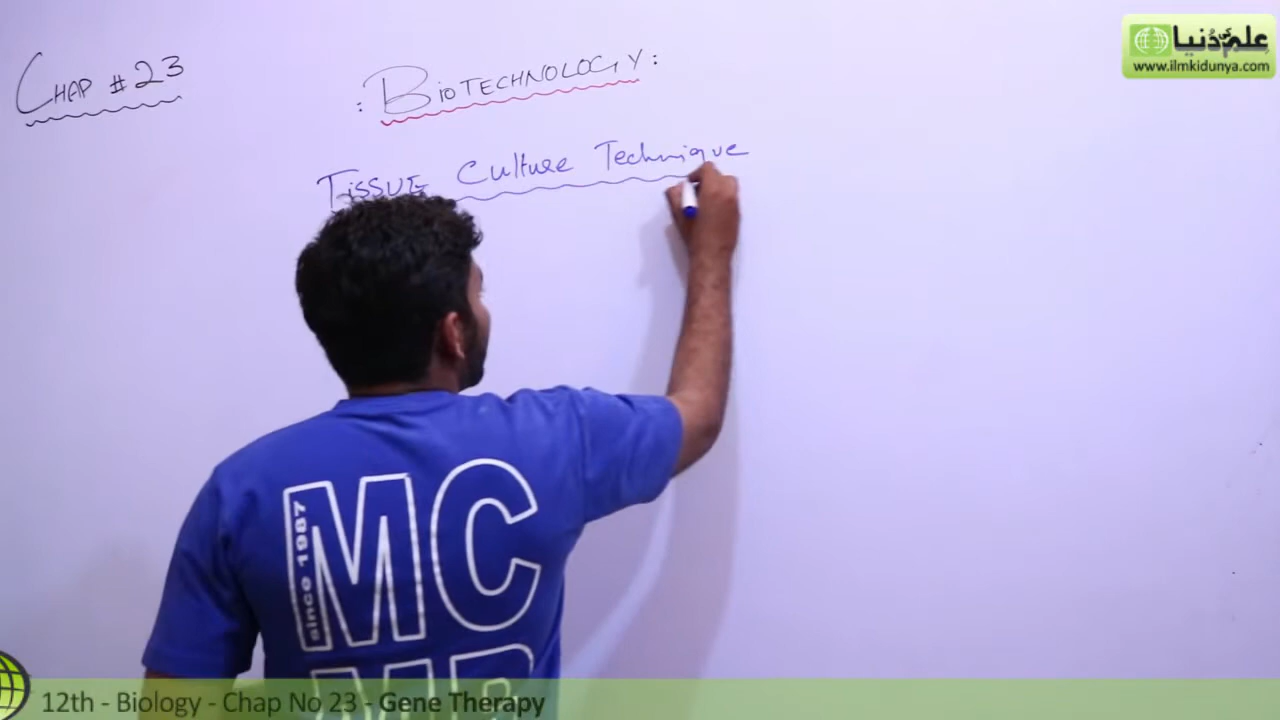 CHAP # 23
: BIOTECHNOLOGY :
علم کی دنیا
www.ilmkidunya.com
TiSSUE Culture Technique
since 1987
MC
12th - Biology - Chap No 23 - Gene Therapy